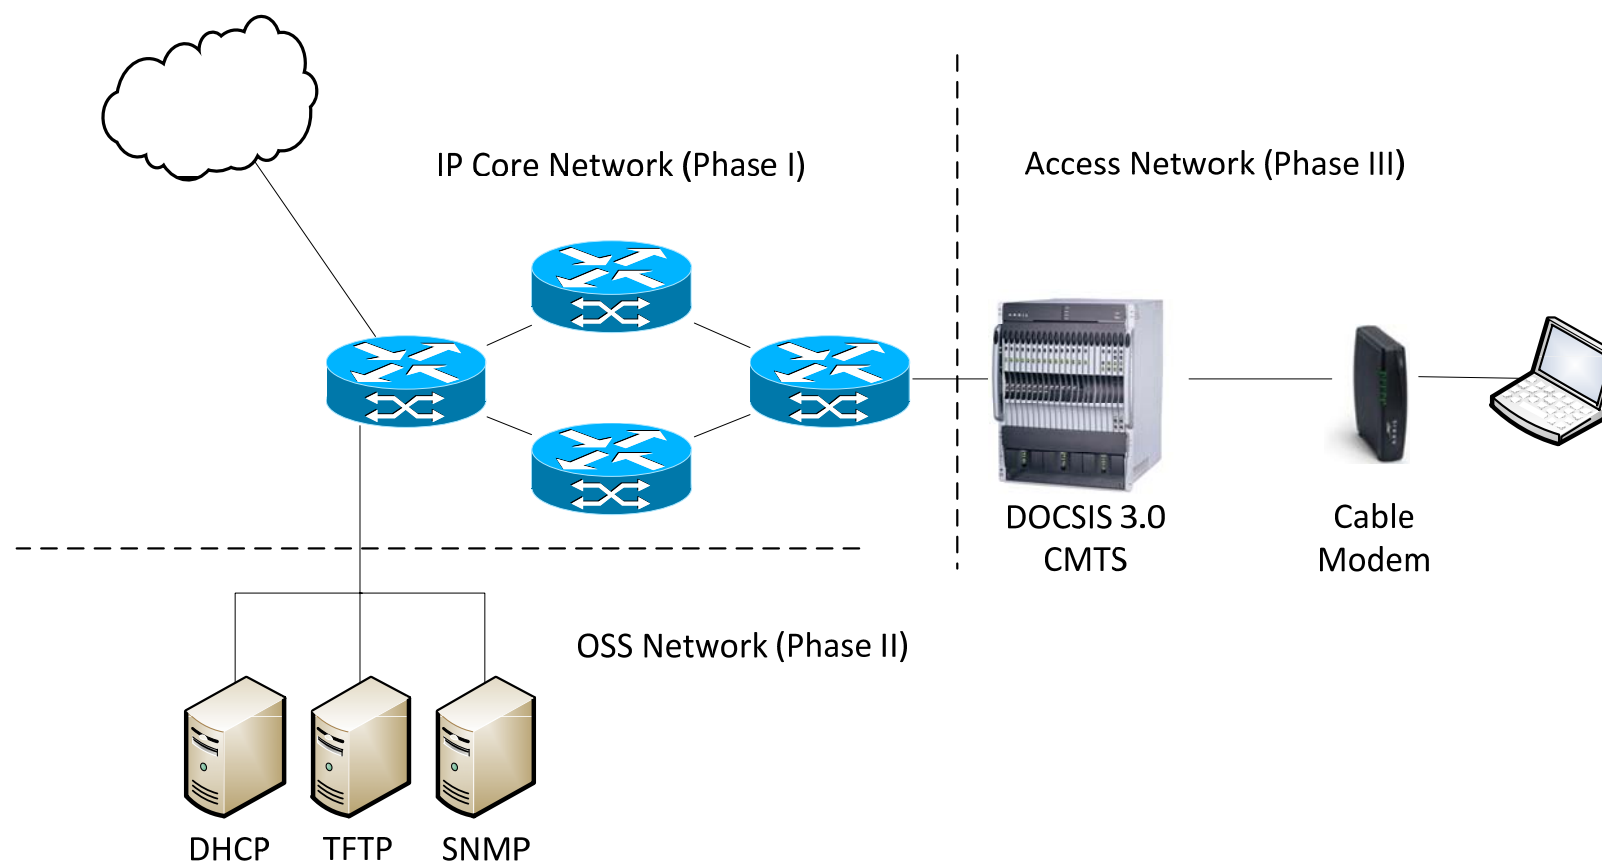 IP Core Network (Phase I)
Access Network (Phase III)
ARRIS
DOCSIS 3.0
CMTS
Cable
Modem
OSS Network (Phase II)
DHCP
TFTP
SNMP